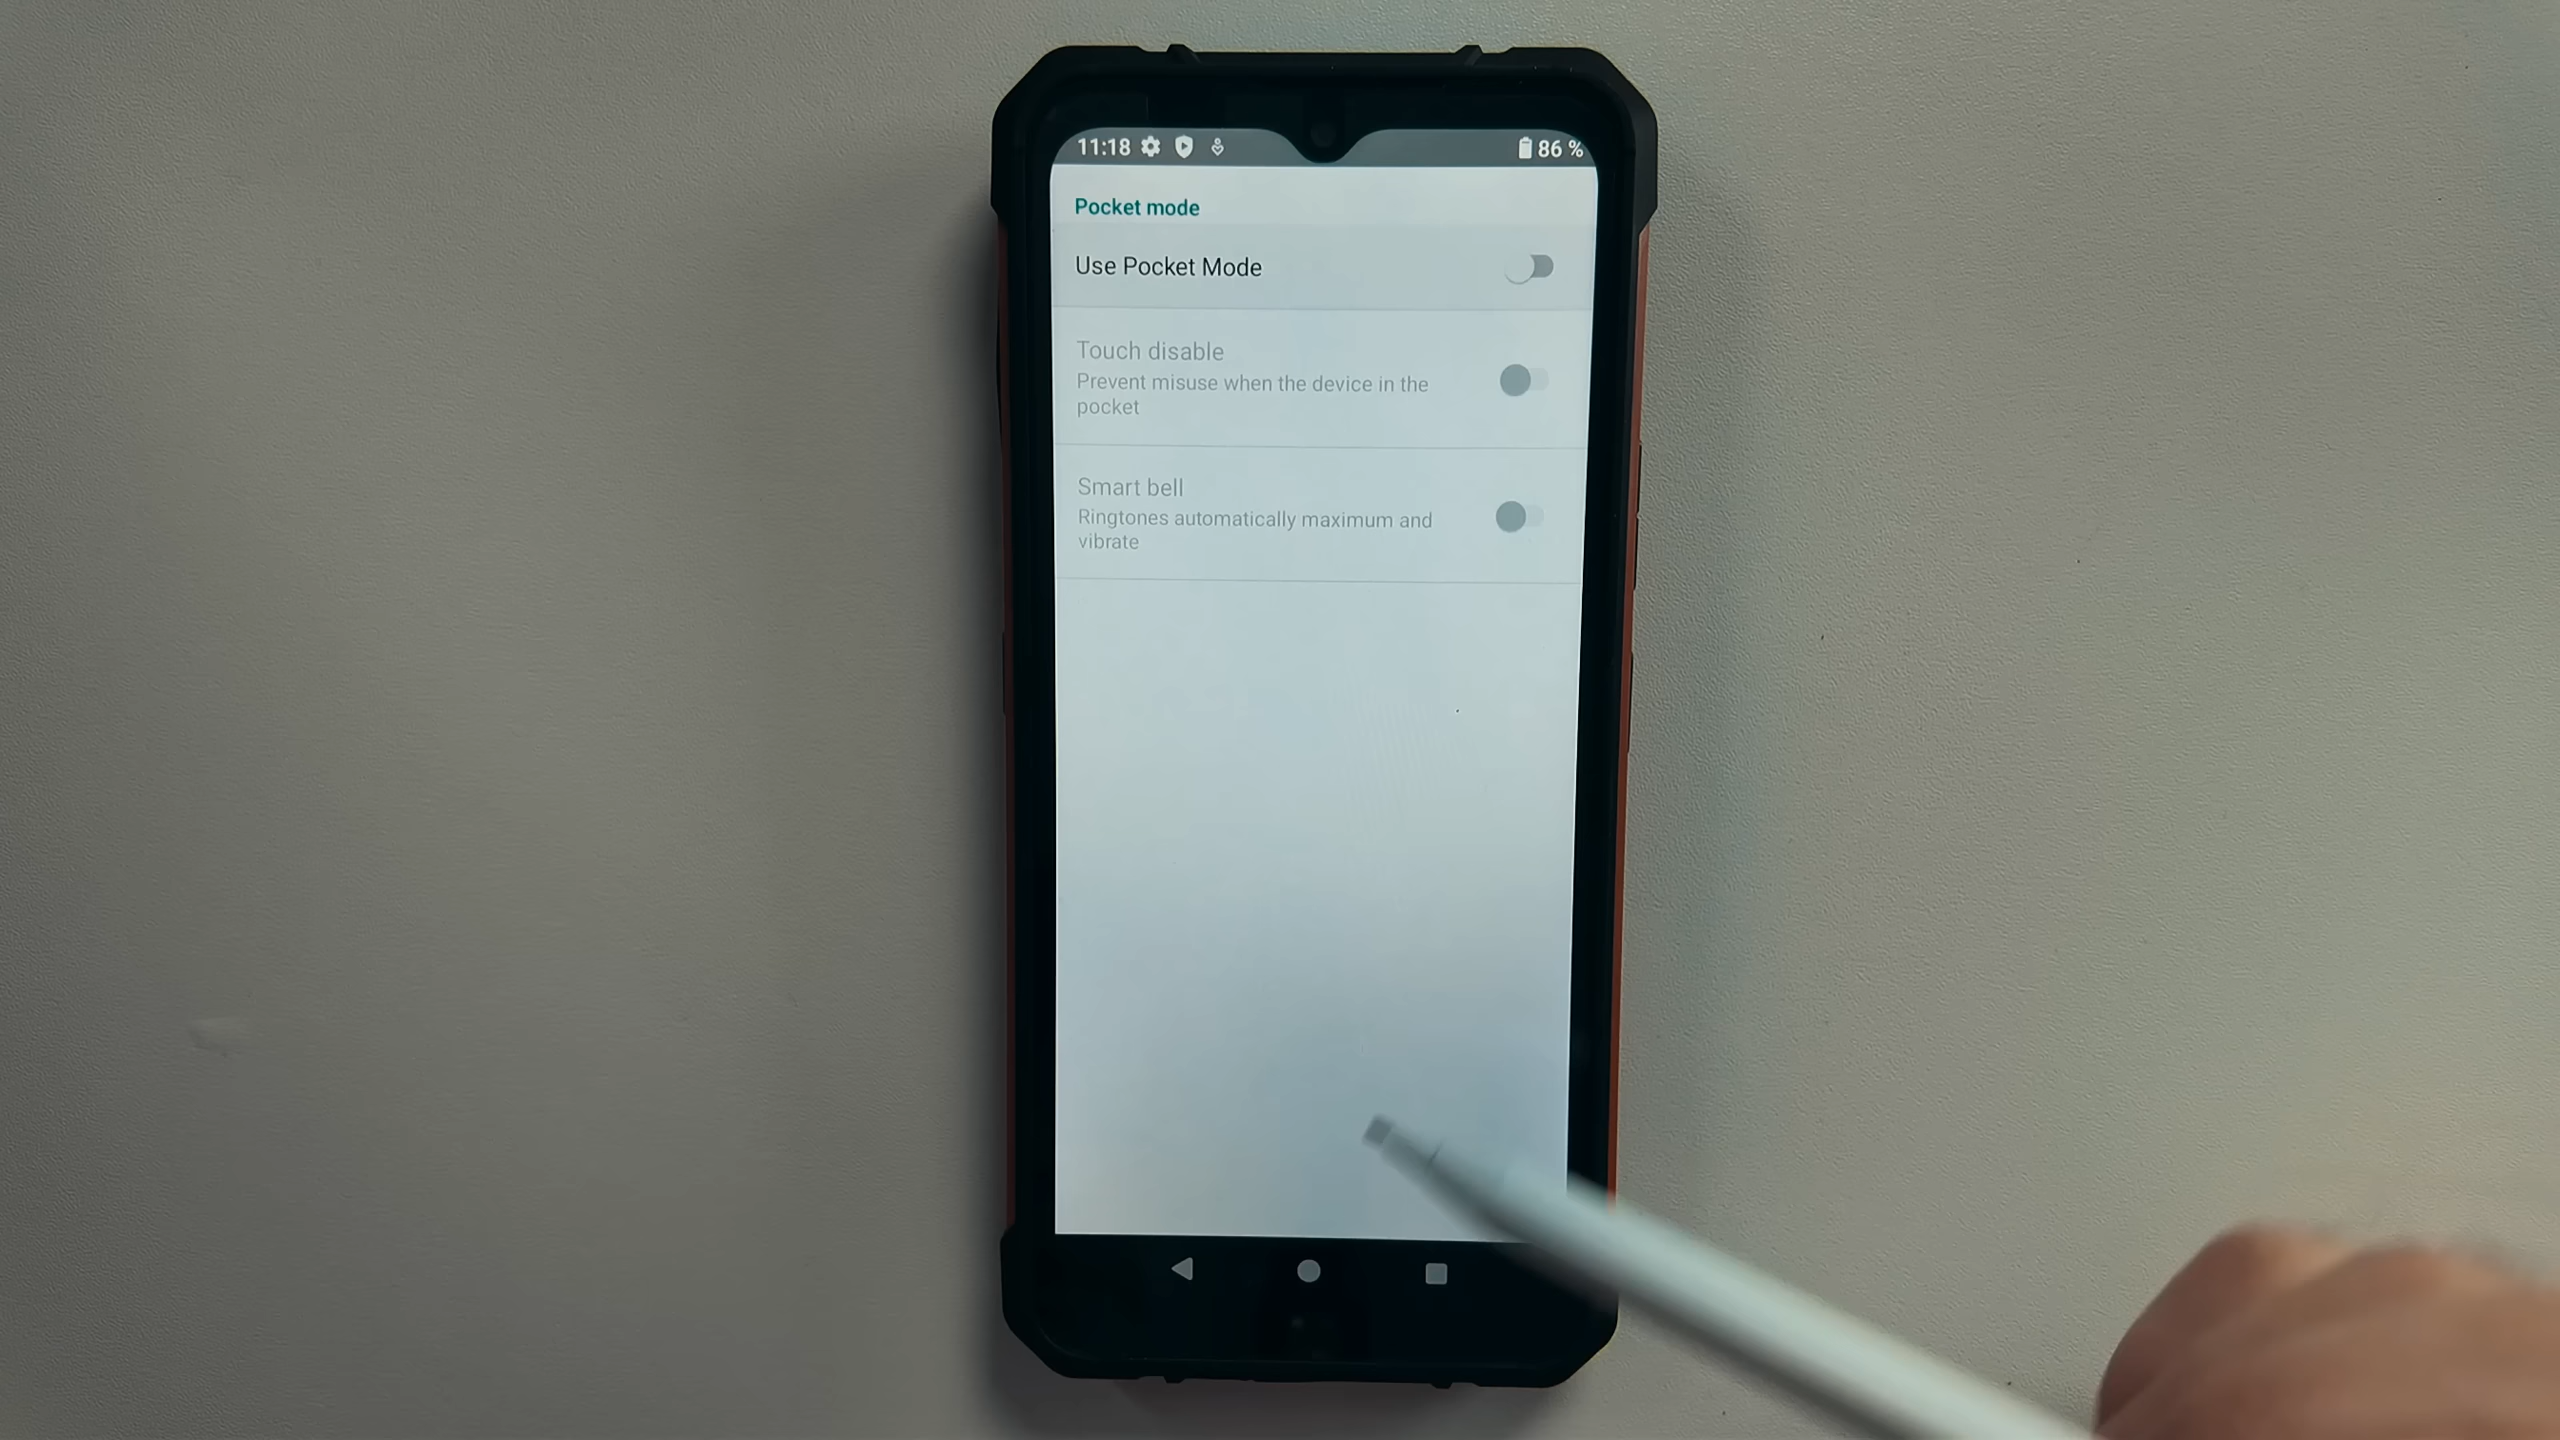 11:18
86 %
Pocket mode
Use Pocket Mode
Touch disable
Prevent misuse when the device in the
pocket
Smart bell
Ringtones automatically maximum and
vibrate